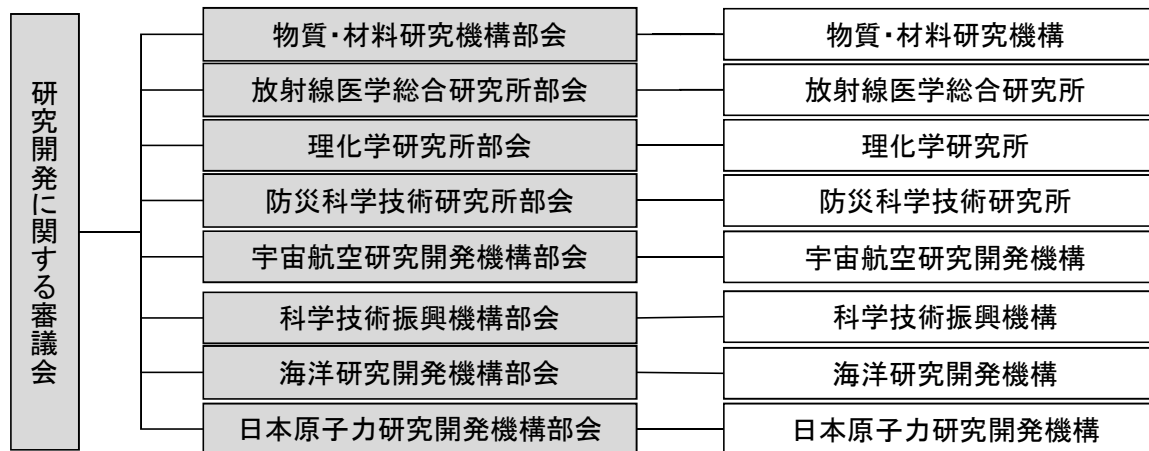 研究開発に関する審議会
物質・材料研究機構部会
物質・材料研究機構
放射線医学総合研究所部会
放射線医学総合研究所
理化学研究所部会
理化学研究所
防災科学技術研究所部会
防災科学技術研究所
宇宙航空研究開発機構部会
宇宙航空研究開発機構
科学技術振興機構部会
科学技術振興機構
海洋研究開発機構部会
海洋研究開発機構
日本原子力研究開発機構部会
日本原子力研究開発機構